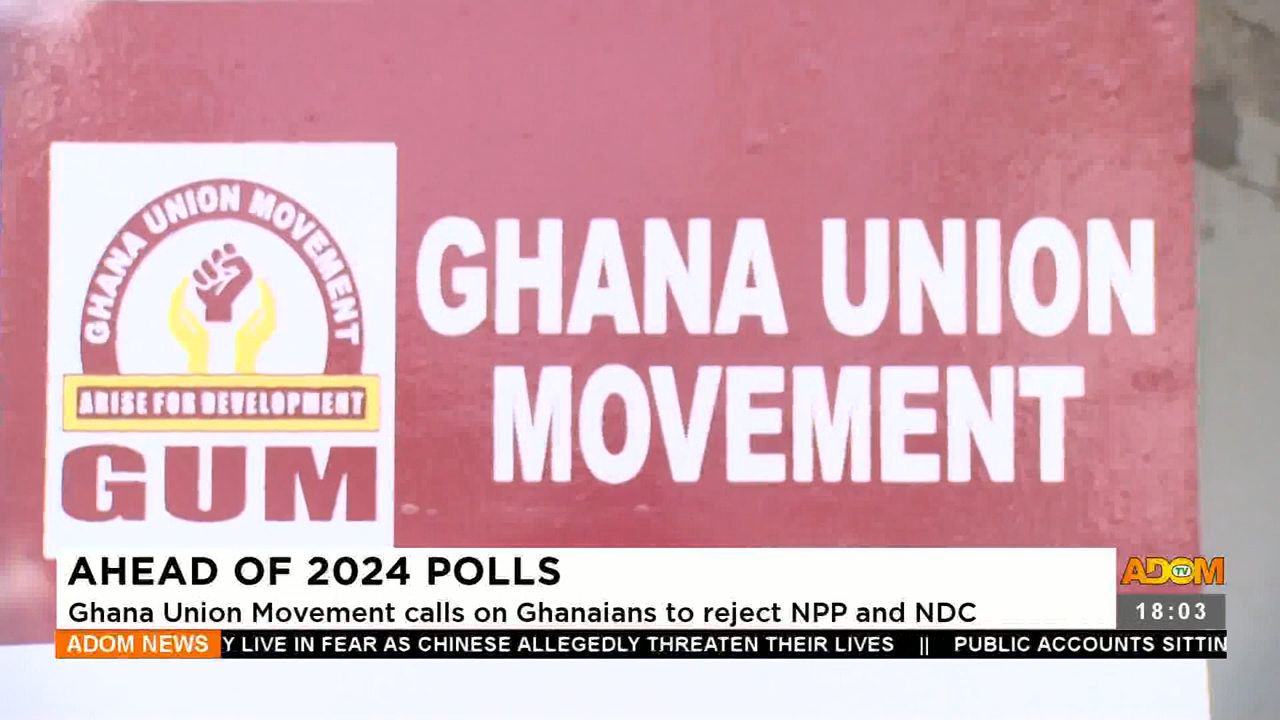 GHANA UNION MOVEMENT
ARISE FOR DEVELOPMENT
GUM
GHANA UNION
MOVEMENT
AHEAD OF 2024 POLLS
Ghana Union Movement calls on Ghanaians to reject NPP and NDC
ADOM TV
18:03
ADOM NEWS
Y LIVE IN FEAR AS CHINESE ALLEGEDLY THREATEN THEIR LIVES || PUBLIC ACCOUNTS SITTIN